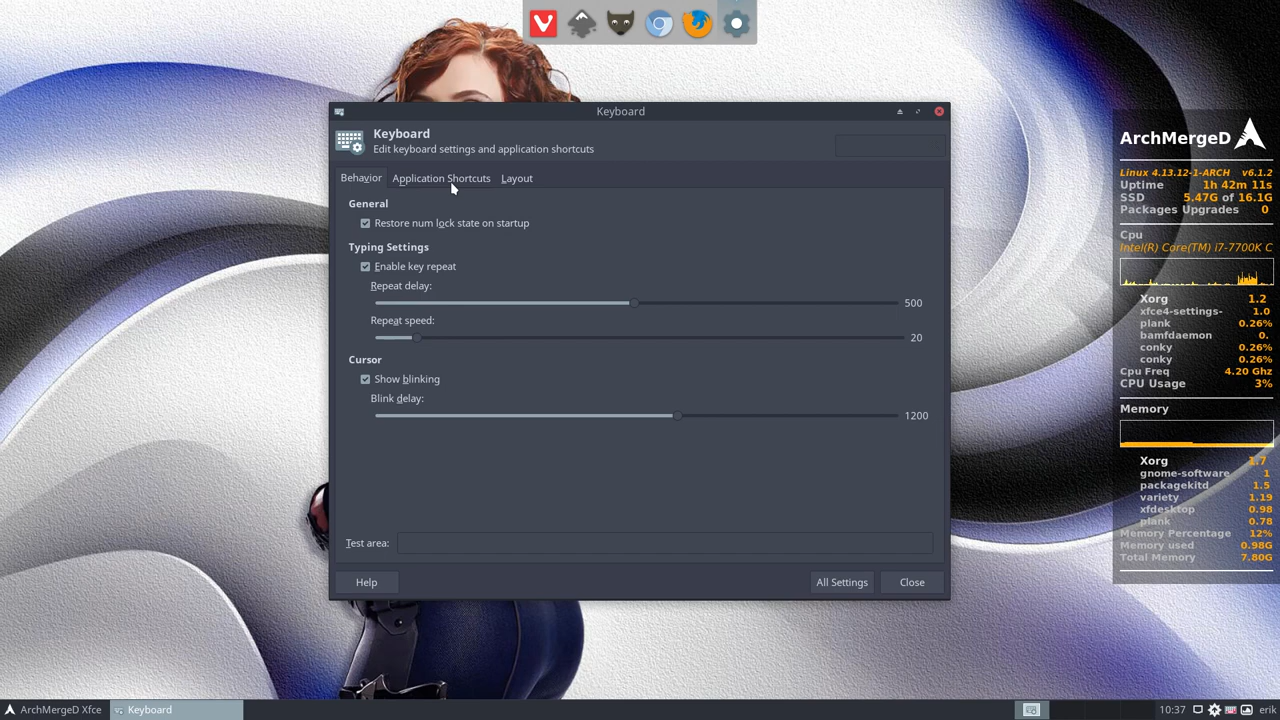 Keyboard
Keyboard
Edit keyboard settings and application shortcuts
Behavior
Application Shortcuts
Layout
General
Restore num lock state on startup
Typing Settings
Enable key repeat
Repeat delay:
500
Repeat speed:
20
Cursor
Show blinking
Blink delay:
1200
Test area:
Help
All Settings
Close
ArchMergeD
Linux 4.13.12-1-ARCH v6.1.2
Uptime 1h 42m 11s
SSD 5.47G of 16.1G
Packages Upgrades 0
Cpu
Intel(R) Core(TM) i7-7700K C
Xorg 1.2
xfce4-settings- 1.0
plank 0.26%
bamfdaemon 0.
conky 0.26%
conky 0.26%
Cpu Freq 4.20 Ghz
CPU Usage 3%
Memory
Xorg 1.7
gnome-software 1
packagekitd 1.5
variety 1.19
xfdesktop 0.98
plank 0.78
Memory Percentage 12%
Memory used 0.98G
Total Memory 7.80G
ArchMergeD Xfce
Keyboard
10:37
erik